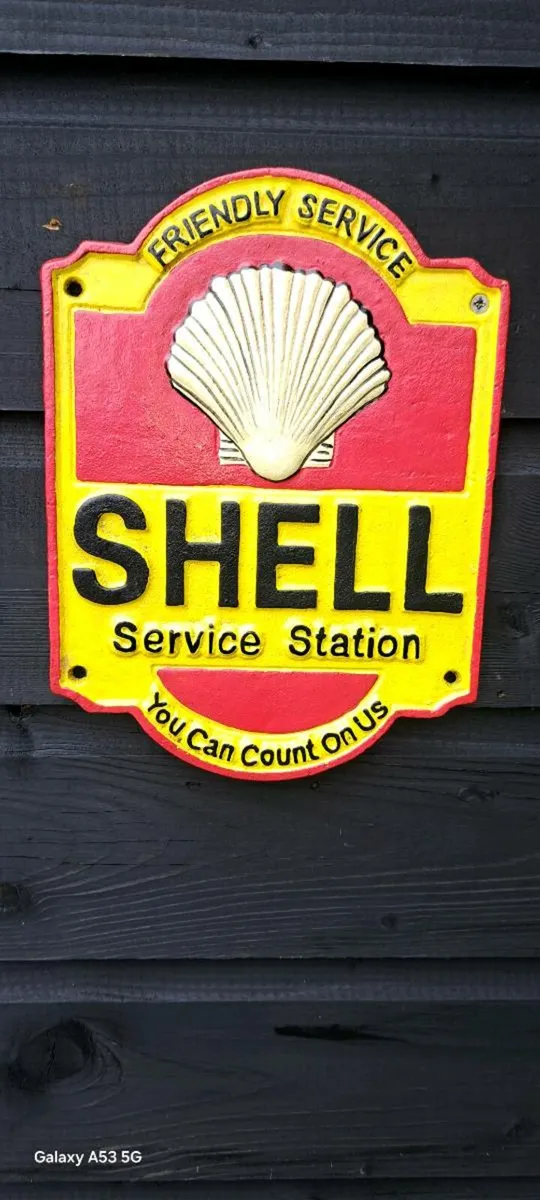 FRIENDLY SERVICE
SHELL
Service Station
You Can Count On Us
Galaxy A53 5G